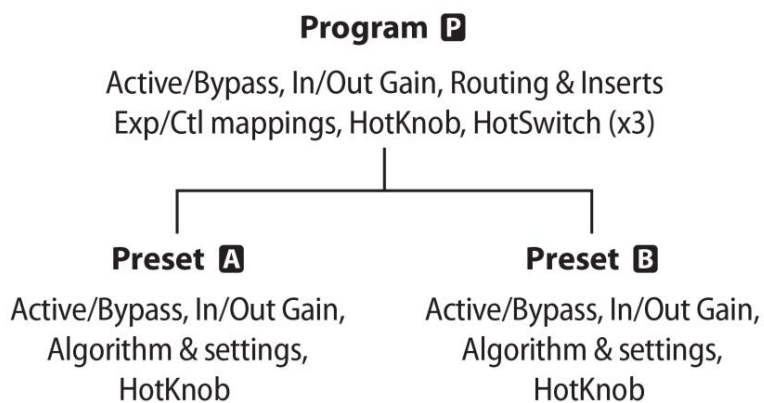 Program P
Active/Bypass, In/Out Gain, Routing & Inserts
Exp/Ctl mappings, HotKnob, HotSwitch (x3)
Preset A
Active/Bypass, In/Out Gain,
Algorithm & settings,
HotKnob
Preset B
Active/Bypass, In/Out Gain,
Algorithm & settings,
HotKnob